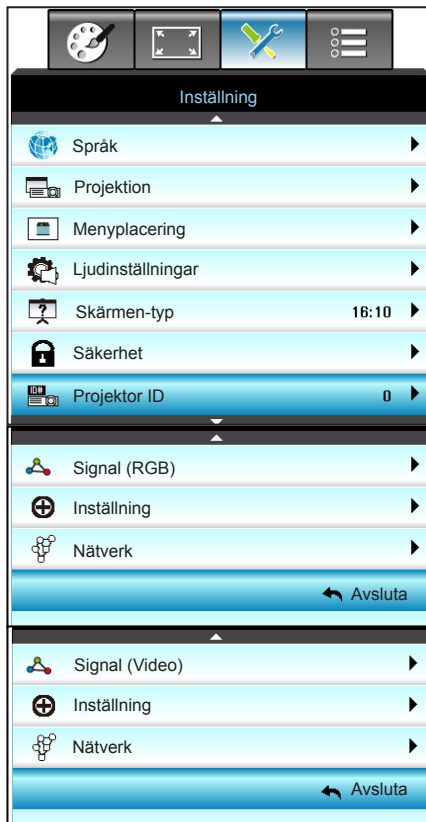 Inställning
Språk
Projektion
Menyplacering
Ljudinställningar
Skärmen-typ 16:10
Säkerhet
Projektor ID 0
Signal (RGB)
Inställning
Nätverk
Avsluta
Signal (Video)
Inställning
Nätverk
Avsluta